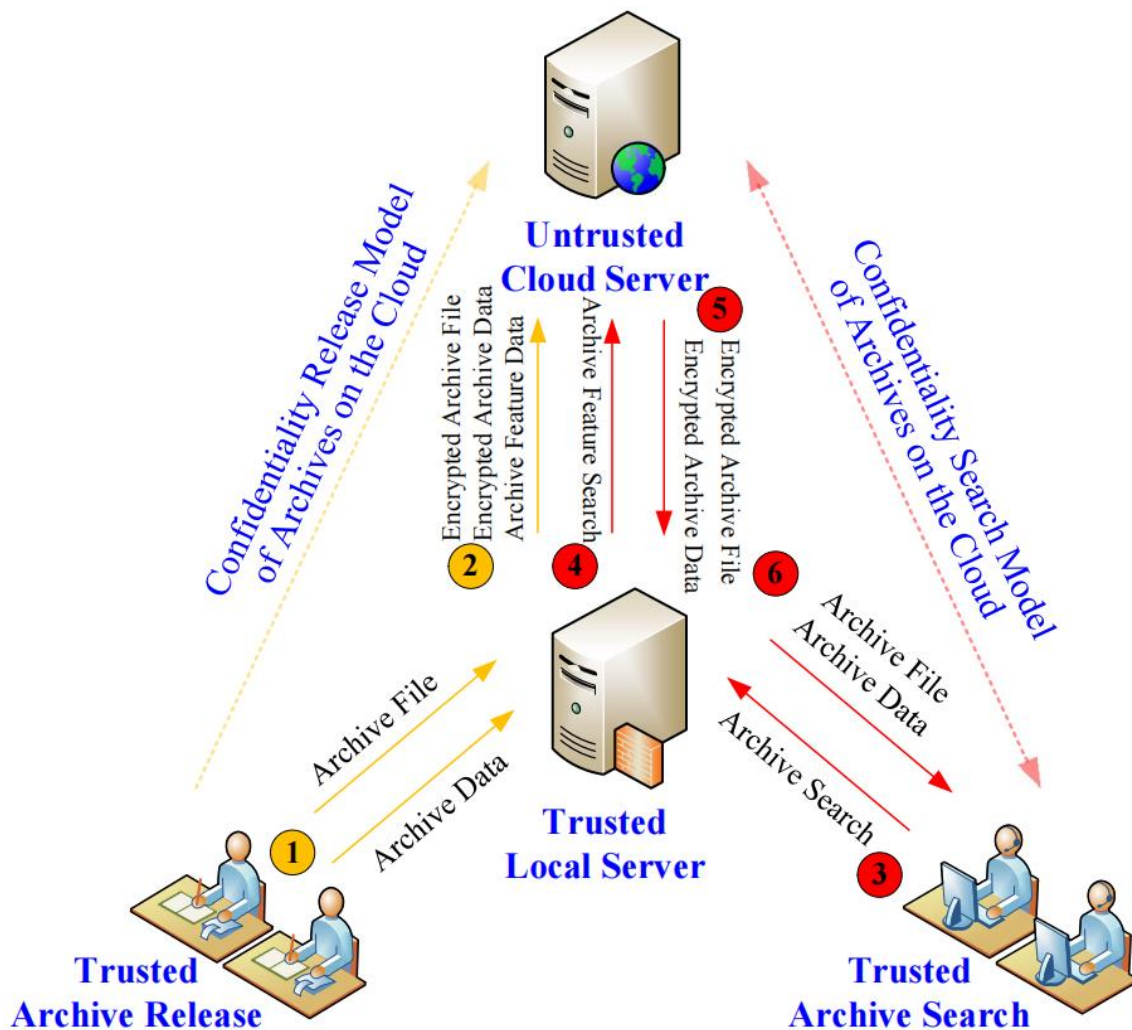 Untrusted
Cloud Server
Confidentiality Release Model
of Archives on the Cloud
Confidentiality Search Model
of Archives on the Cloud
Encrypted Archive File
Encrypted Archive Data
Archive Feature Data
2
Archive Feature Search
4
5
Encrypted Archive File
Encrypted Archive Data
6
Archive File
Archive Data
Archive File
Archive Data
1
Archive Search
3
Trusted
Local Server
Trusted
Archive Release
Trusted
Archive Search